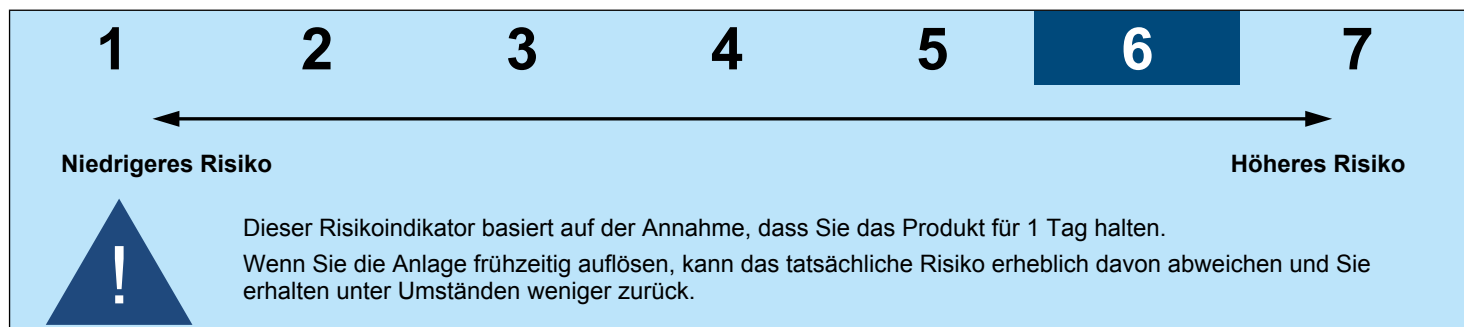 1 2 3 4 5 6 7
Niedrigeres Risiko Höheres Risiko
!
Dieser Risikoindikator basiert auf der Annahme, dass Sie das Produkt für 1 Tag halten.
Wenn Sie die Anlage frühzeitig auflösen, kann das tatsächliche Risiko erheblich davon abweichen und Sie
erhalten unter Umständen weniger zurück.